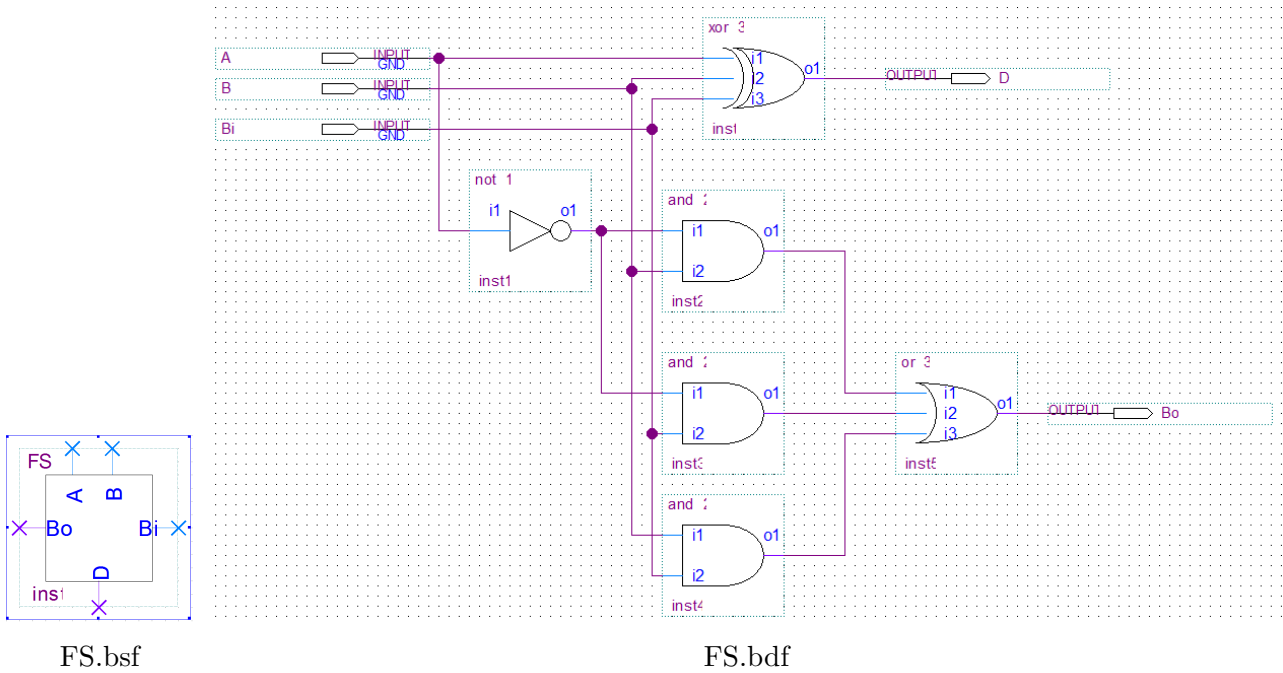 xor 3
A INPUT GND i1 o1
B INPUT GND i2 OUTPUT D
Bi INPUT GND i3
inst
not 1
i1 o1
inst1
and 2
i1 o1
i2
inst2
and 2
i1 o1
i2
inst3
or 3
i1 o1
i2 OUTPUT Bo
i3
inst5
and 2
i1 o1
i2
inst4
FS
A B
Bo Bi
D
inst
FS.bsf FS.bdf